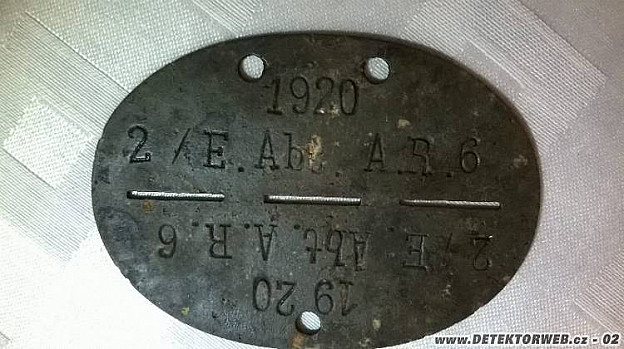 1920
2/E.Abt. A.R.6
2/E.Abt.A.R.6
1920
www.DETEKTORWEB.cz - 02